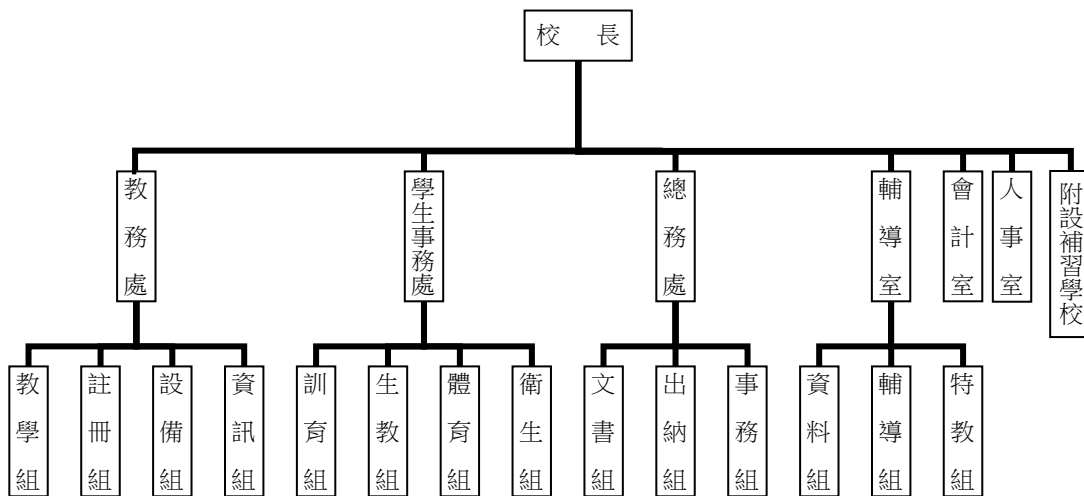 校 長
教務處
學生事務處
總務處
輔導室
會計室
人事室
附設補習學校
教學組
註冊組
設備組
資訊組
訓育組
生教組
體育組
衛生組
文書組
出納組
事務組
資料組
輔導組
特教組